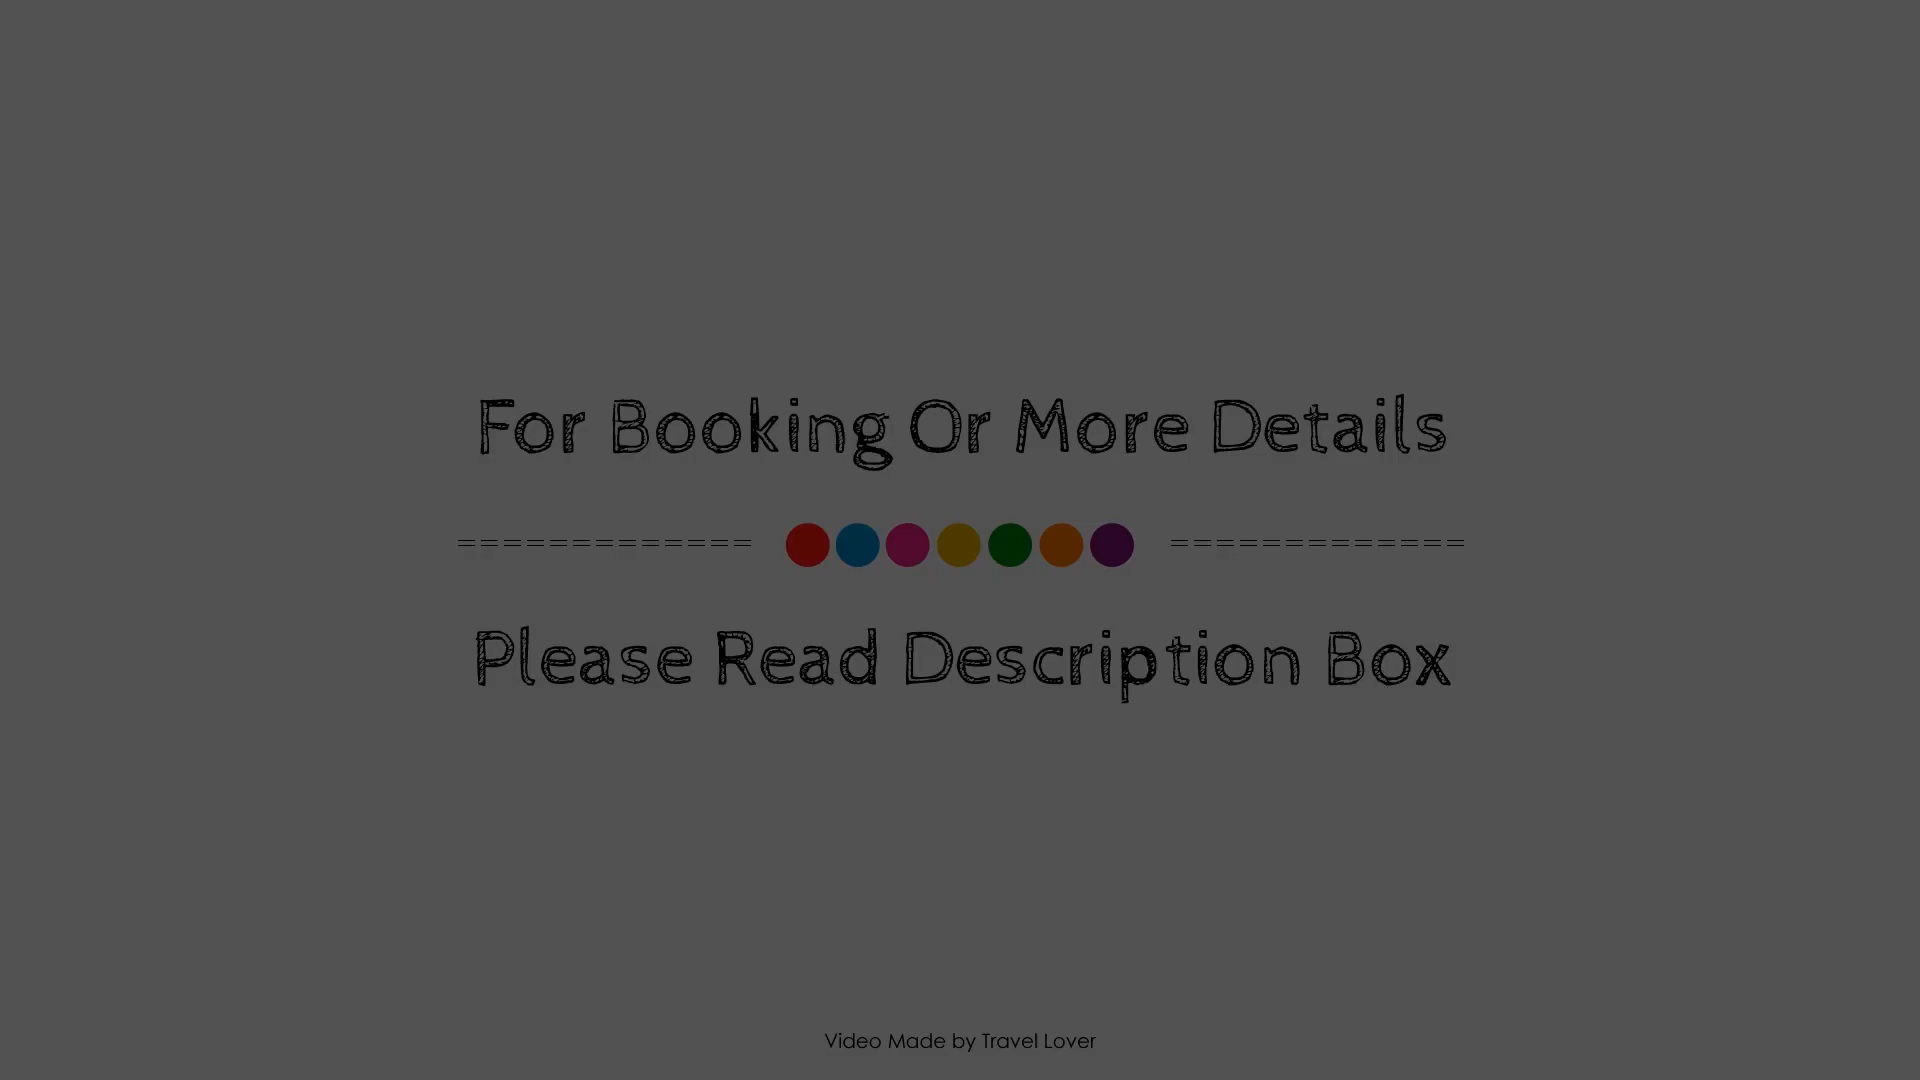 For Booking Or More Details
============= =============
Please Read Description Box
Video Made by Travel Lover